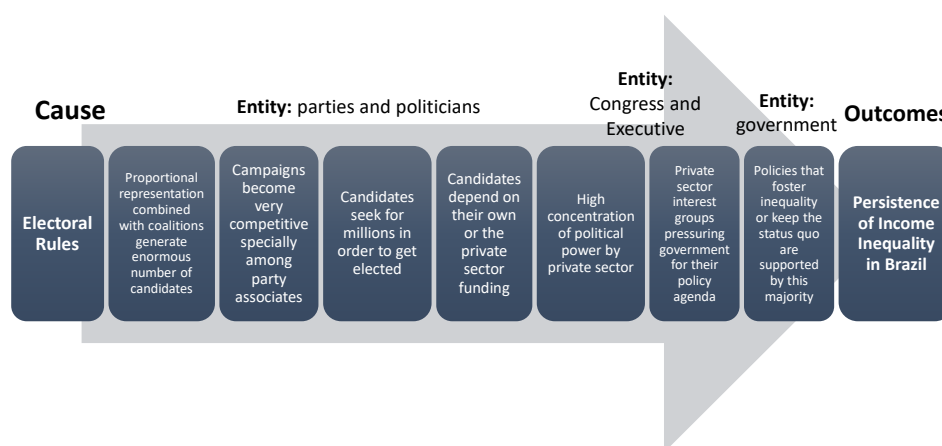 Cause
Entity: parties and politicians
Entity:
Congress and
Executive
Entity:
government
Outcomes
Electoral
Rules
Proportional
representation
combined
with coalitions
generate
enormous
number of
candidates
Campaigns
become
very
competitive
specially
among
party
associates
Candidates
seek for
millions in
order to get
elected
Candidates
depend on
their own
or the
private
sector
funding
High
concentration
of political
power by
private sector
Private
sector
interest
groups
pressuring
government
for their
policy
agenda
Policies that
foster
inequality
or keep the
status quo
are
supported
by this
majority
Persistence
of Income
Inequality
in Brazil